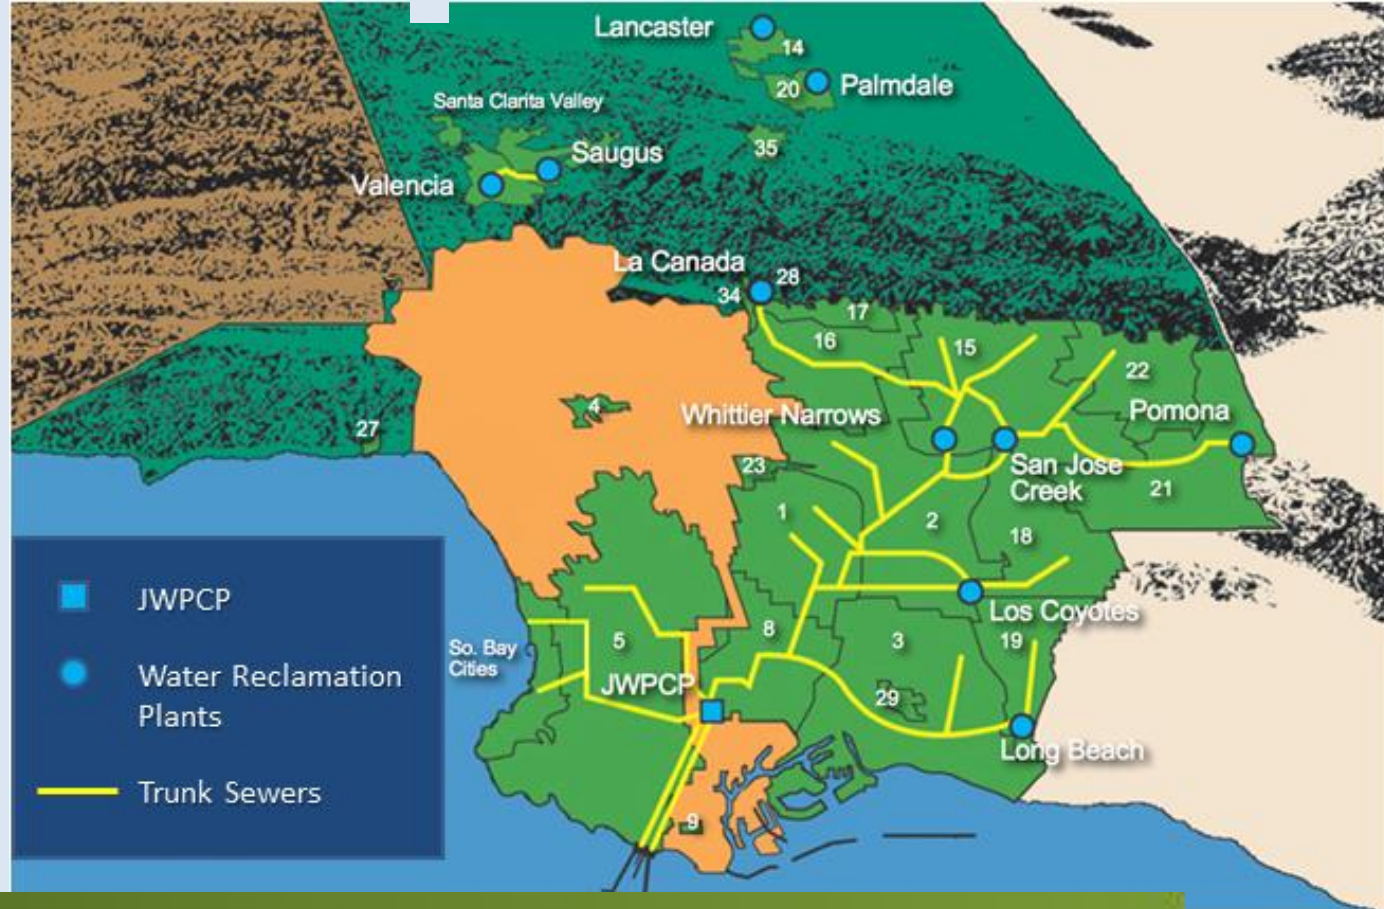 Lancaster
14
20
Palmdale
Santa Clarita Valley
35
Saugus
Valencia
La Canada
28
34
17
16
15
22
4
Whittier Narrows
Pomona
27
23
San Jose
Creek
21
1
2
18
Los Coyotes
So. Bay
Cities
5
8
3
19
JWPCP
29
Long Beach
9
JWPCP
Water Reclamation
Plants
Trunk Sewers